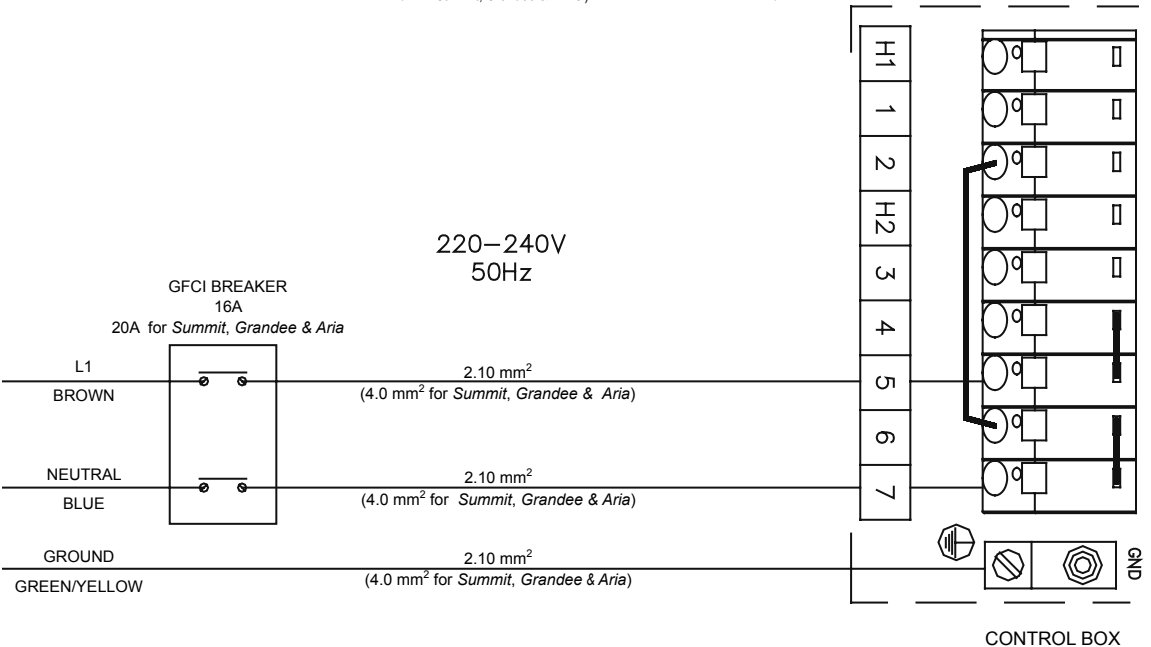 H1
1
2
H2
3
4
5
6
7
220–240V
50Hz
GFCI BREAKER
16A
20A for Summit, Grandee & Aria
L1
BROWN
2.10 mm²
(4.0 mm² for Summit, Grandee & Aria)
NEUTRAL
BLUE
2.10 mm²
(4.0 mm² for Summit, Grandee & Aria)
GROUND
GREEN/YELLOW
2.10 mm²
(4.0 mm² for Summit, Grandee & Aria)
GND
CONTROL BOX